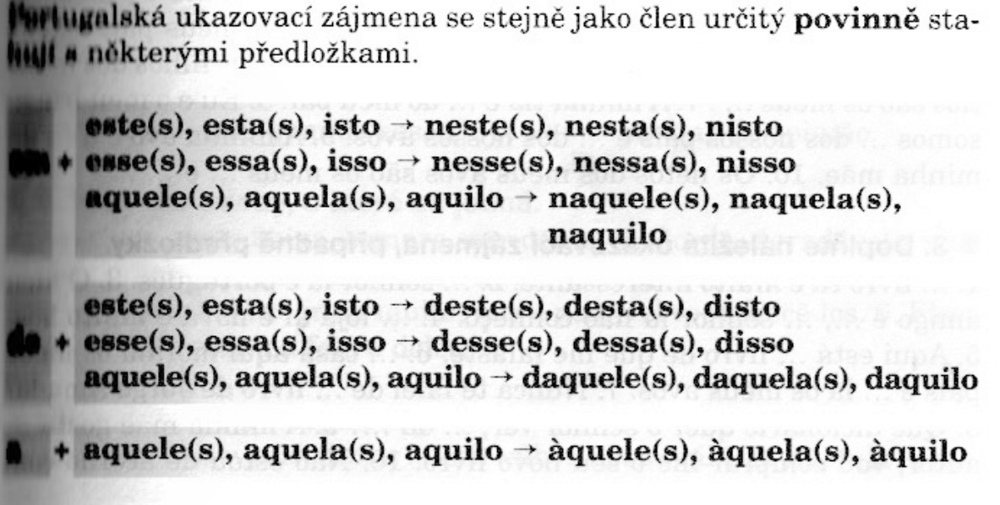 Portugalská ukazovací zájmena se stejně jako člen určitý povinně sta-
hují s některými předložkami.
este(s), esta(s), isto → neste(s), nesta(s), nisto
em + esse(s), essa(s), isso → nesse(s), nessa(s), nisso
aquele(s), aquela(s), aquilo → naquele(s), naquela(s),
naquilo
este(s), esta(s), isto → deste(s), desta(s), disto
de + esse(s), essa(s), isso → desse(s), dessa(s), disso
aquele(s), aquela(s), aquilo → daquele(s), daquela(s), daquilo
a + aquele(s), aquela(s), aquilo → àquele(s), àquela(s), àquilo